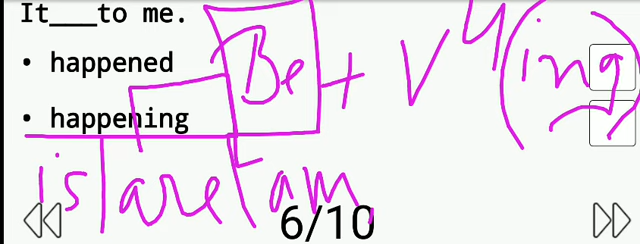 It___to me.
• happened
• happening
Be + V4 (ing)
is/are/am
6/10